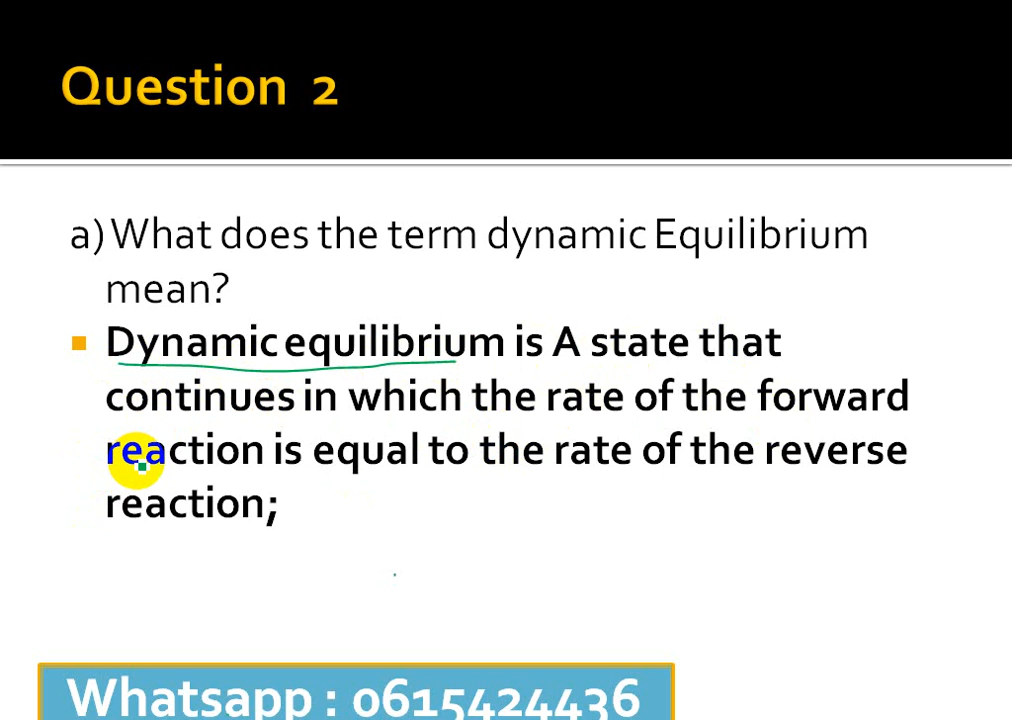 Question 2
a) What does the term dynamic Equilibrium
mean?
Dynamic equilibrium is A state that
continues in which the rate of the forward
reaction is equal to the rate of the reverse
reaction;
Whatsapp : 0615424436